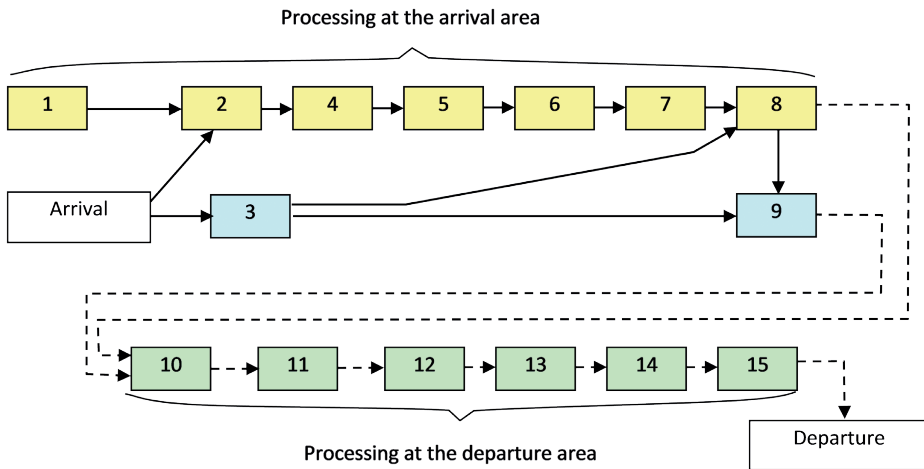 Processing at the arrival area
1 2 4 5 6 7 8
Arrival 3 9
10 11 12 13 14 15
Departure
Processing at the departure area